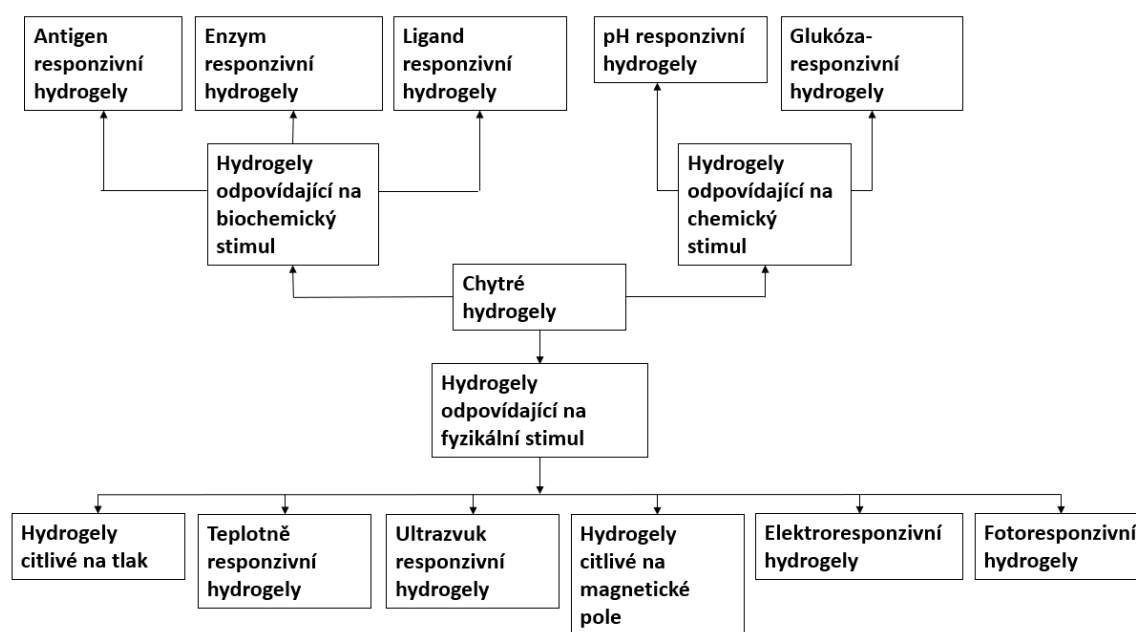 Antigen
responzivní
hydrogely
Enzym
responzivní
hydrogely
Ligand
responzivní
hydrogely
pH responzivní
hydrogely
Glukóza-
responzivní
hydrogely
Hydrogely
odpovídající na
biochemický
stimul
Hydrogely
odpovídající na
chemický
stimul
Chytré
hydrogely
Hydrogely
odpovídající na
fyzikální stimul
Hydrogely
citlivé na tlak
Teplotně
responzivní
hydrogely
Ultrazvuk
responzivní
hydrogely
Hydrogely
citlivé na
magnetické
pole
Elektroresponzivní
hydrogely
Fotoresponzivní
hydrogely